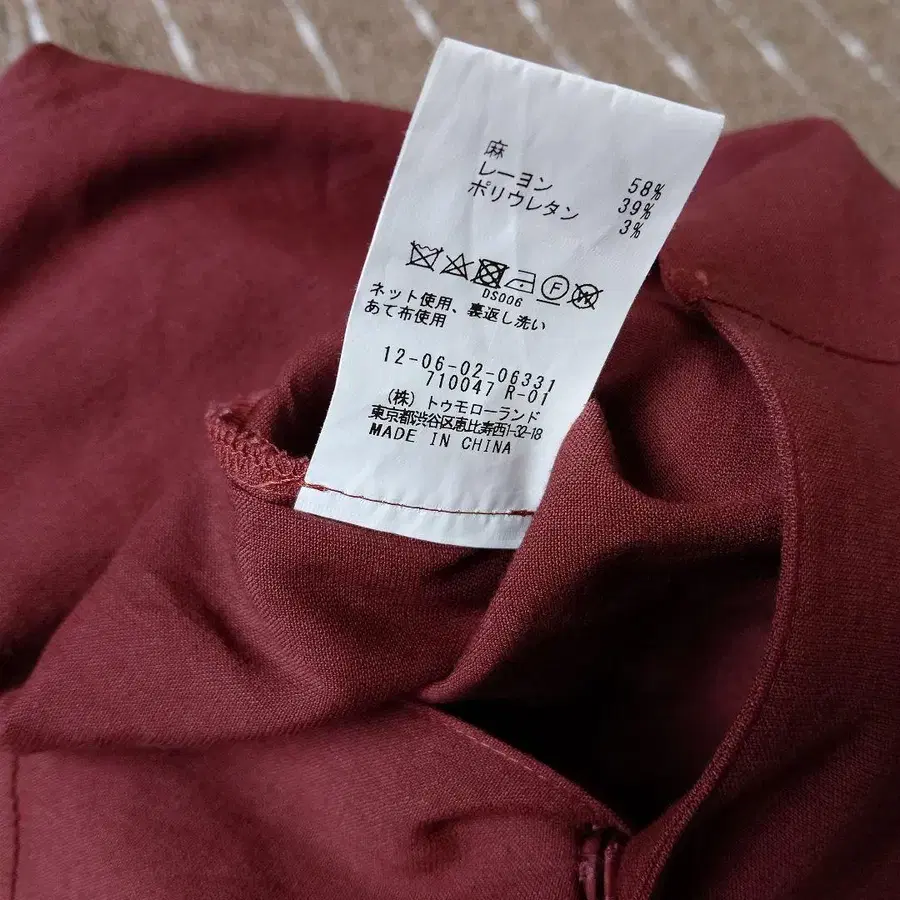 麻 58%
レーヨン 39%
ポリウレタン 3%
F W
DS006
ネット使用、裏返し洗い
あて布使用
12-06-02-06331
710047 R-01
(株) トゥモローランド
東京都渋谷区恵比寿西1-32-18
MADE IN CHINA